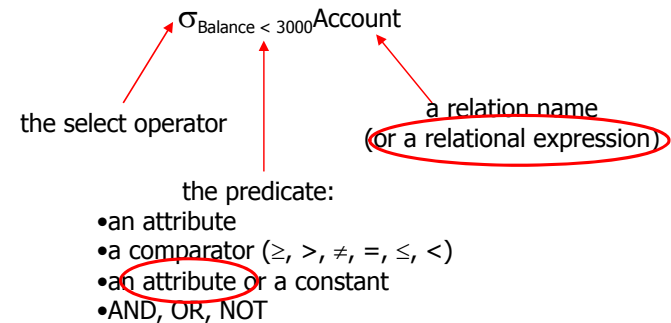 σBalance < 3000Account
the select operator
a relation name
(or a relational expression)
the predicate:
•an attribute
•a comparator (≥, >, ≠, =, ≤, <)
•an attribute or a constant
•AND, OR, NOT